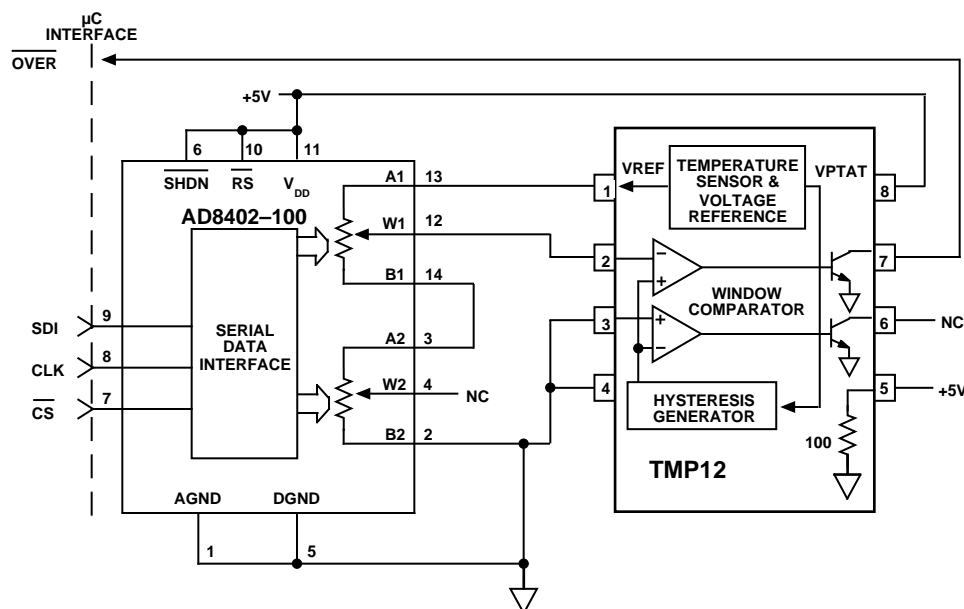 µC
INTERFACE
OVER
+5V
6
10
11
SHDN
RS
VDD
AD8402–100
A1
13
W1
12
B1
14
A2
3
W2
4
NC
B2
2
SERIAL
DATA
INTERFACE
SDI
9
CLK
8
CS
7
AGND
DGND
1
5
VREF
TEMPERATURE
SENSOR &
VOLTAGE
REFERENCE
VPTAT
1
2
3
4
8
7
6
5
–
+
+
–
WINDOW
COMPARATOR
HYSTERESIS
GENERATOR
NC
+5V
100
TMP12